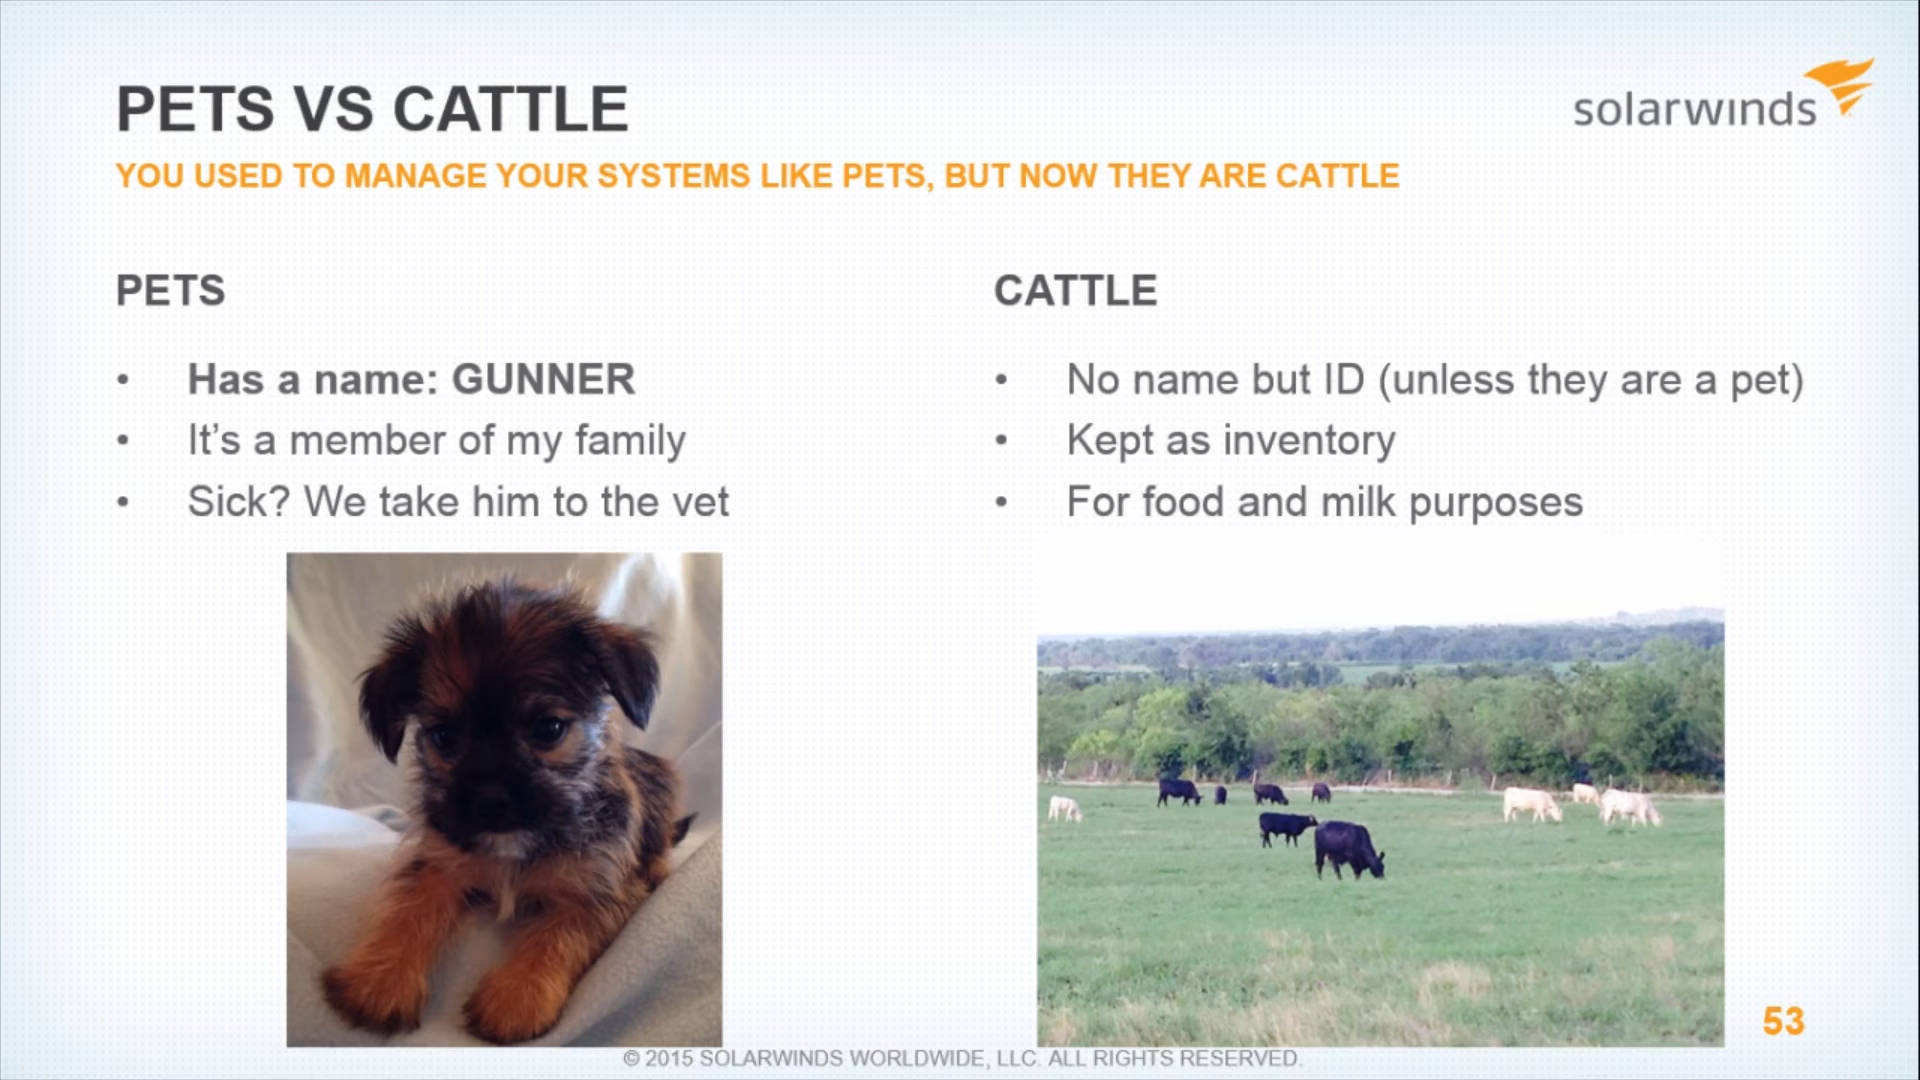 PETS VS CATTLE
solarwinds
YOU USED TO MANAGE YOUR SYSTEMS LIKE PETS, BUT NOW THEY ARE CATTLE
PETS
• Has a name: GUNNER
• It’s a member of my family
• Sick? We take him to the vet
CATTLE
• No name but ID (unless they are a pet)
• Kept as inventory
• For food and milk purposes
53
© 2015 SOLARWINDS WORLDWIDE, LLC. ALL RIGHTS RESERVED.